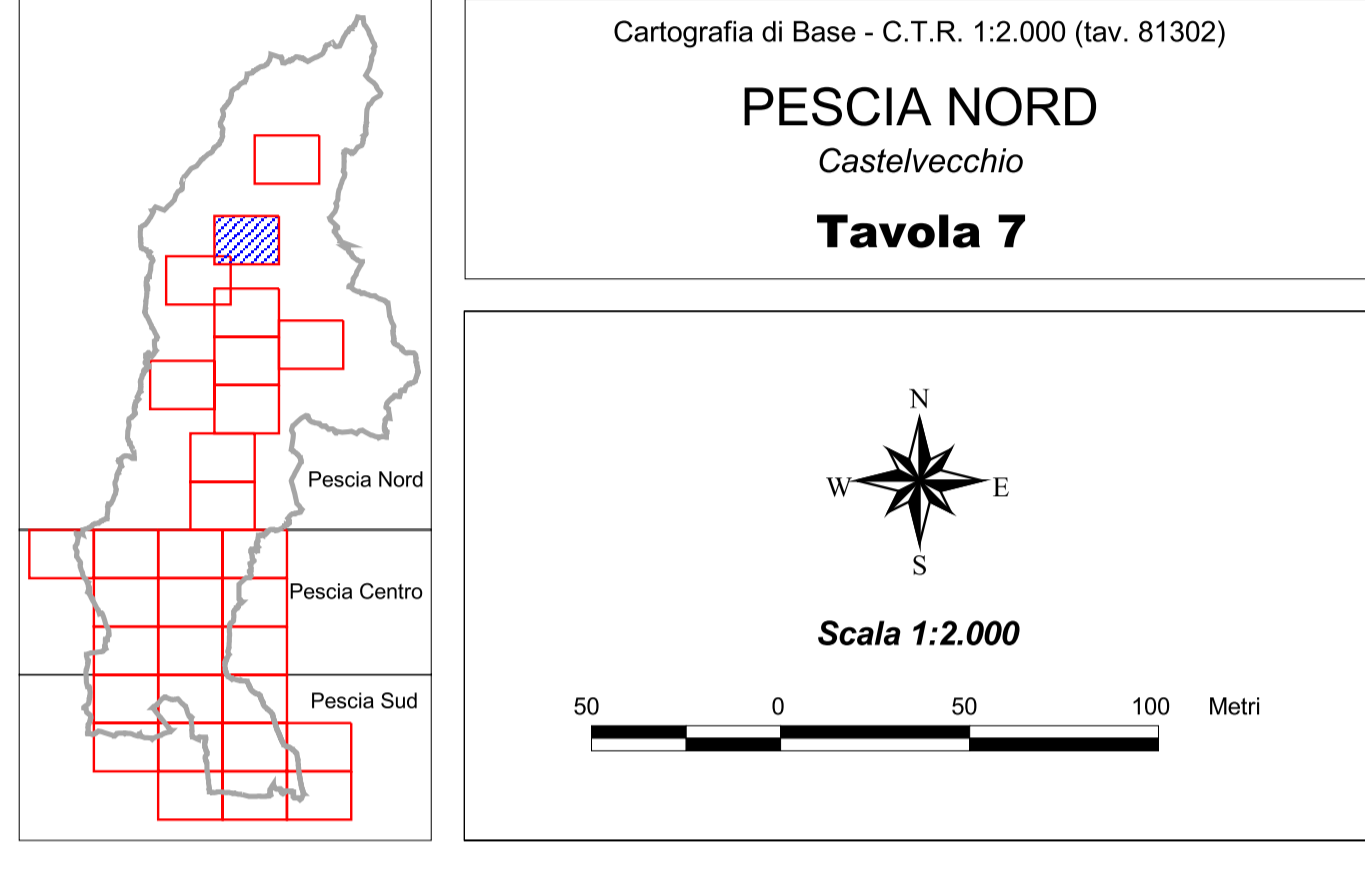 Cartografia di Base - C.T.R. 1:2.000 (tav. 81302)
PESCIA NORD
Castelvecchio
Tavola 7
Pescia Nord
Pescia Centro
Pescia Sud
N
W E
S
Scala 1:2.000
50 0 50 100 Metri